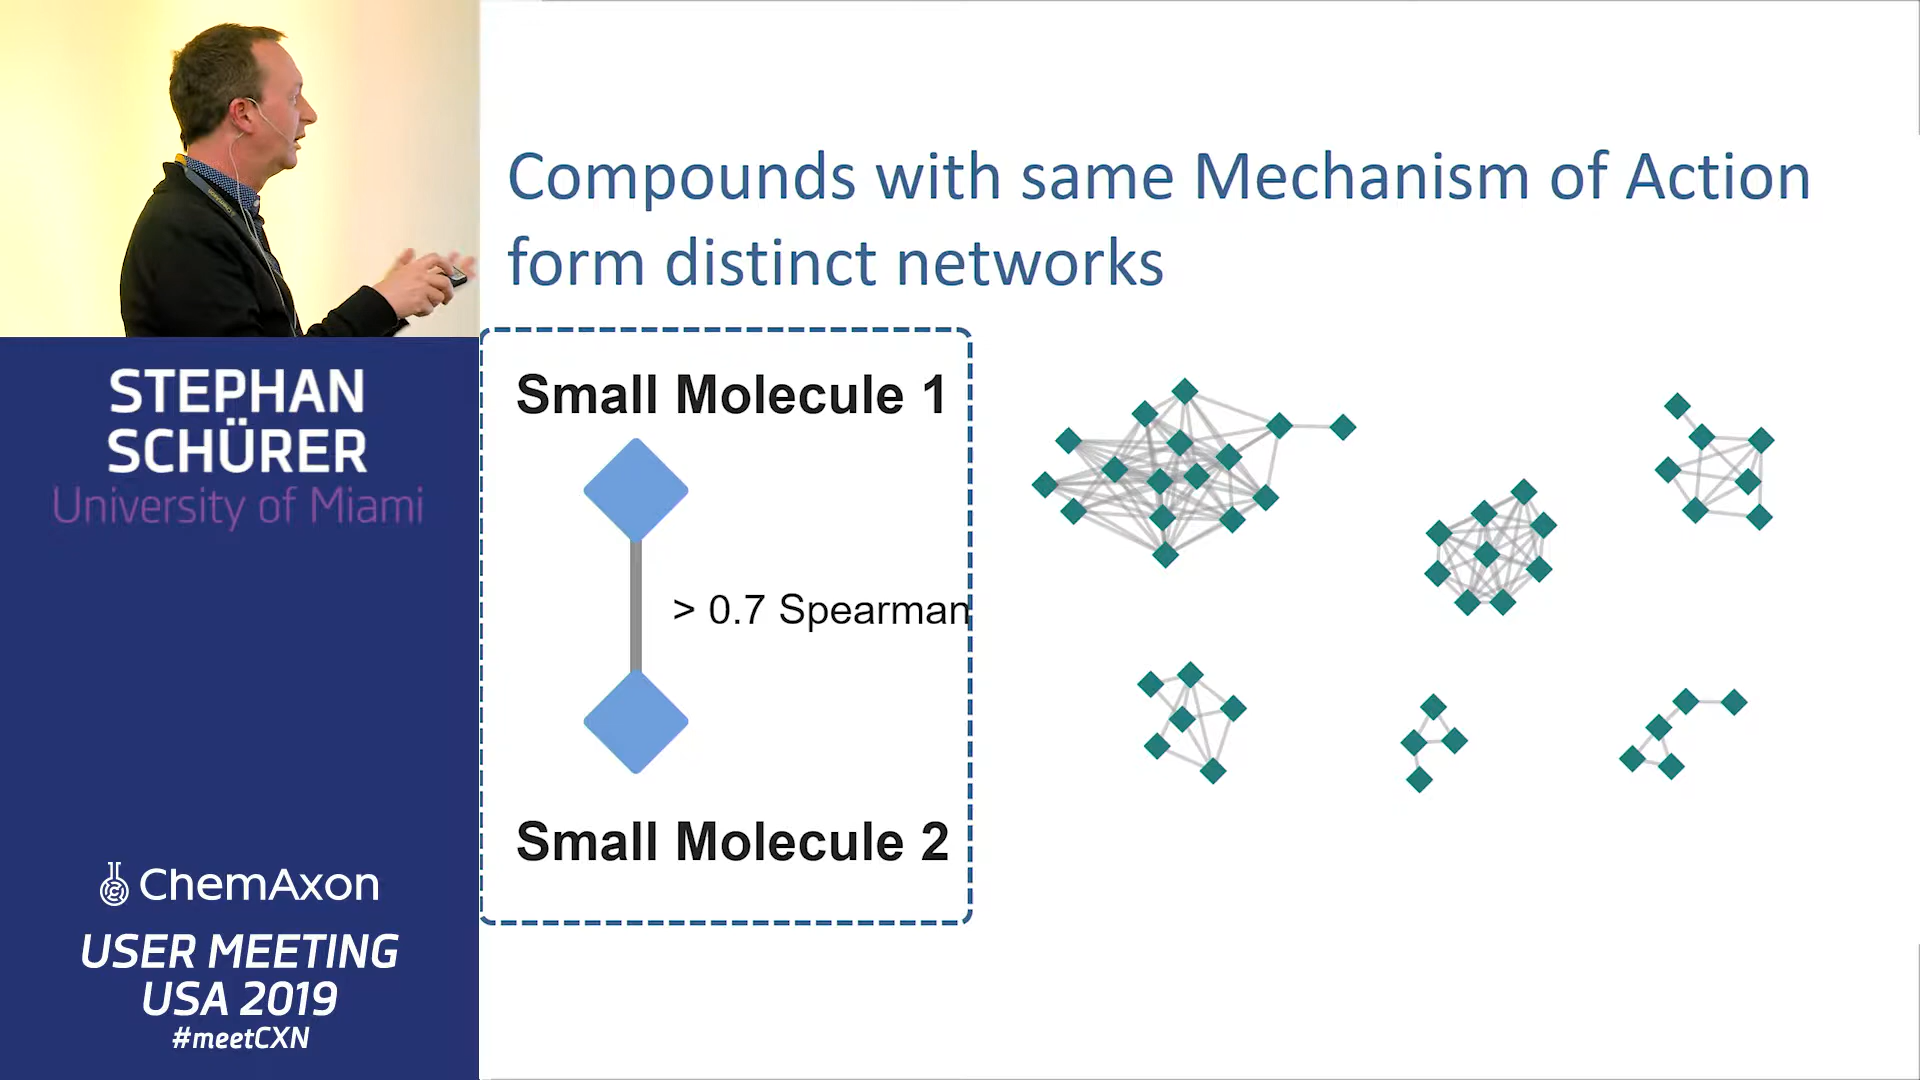 Compounds with same Mechanism of Action
form distinct networks
Small Molecule 1
> 0.7 Spearman
Small Molecule 2
STEPHAN
SCHÜRER
University of Miami
ChemAxon
USER MEETING
USA 2019
#meetCXN